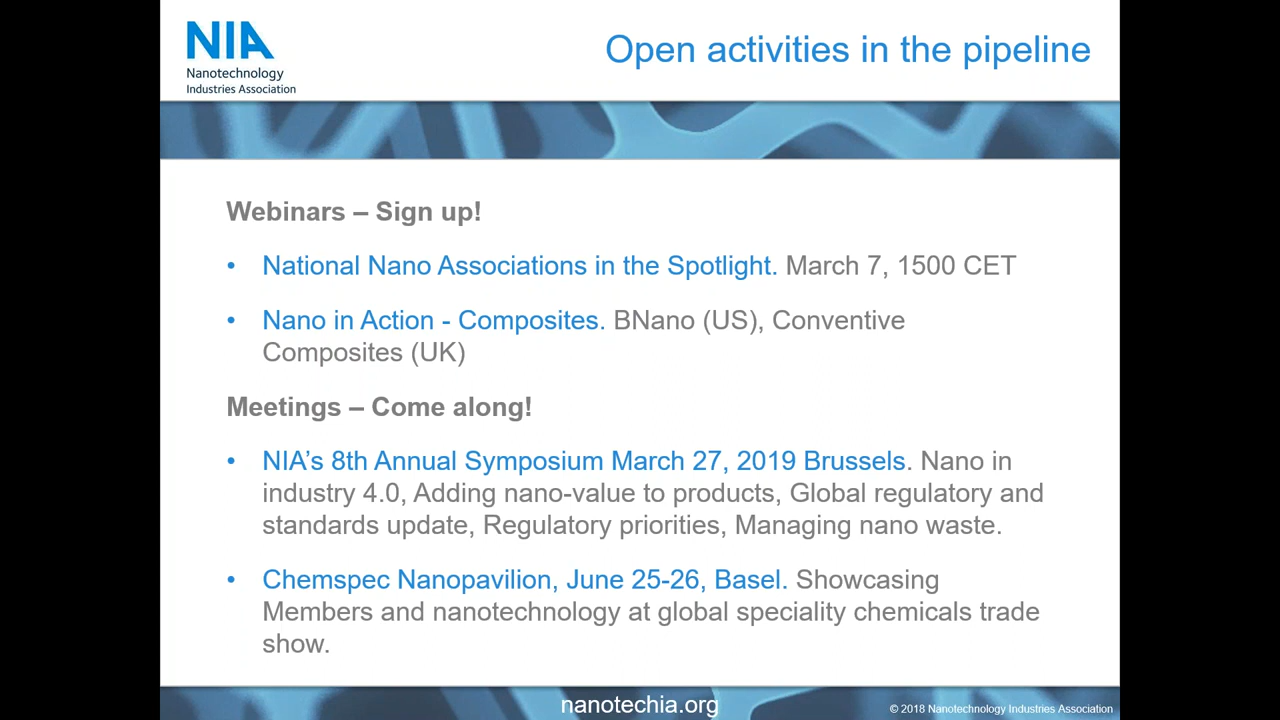 NIA
Nanotechnology
Industries Association
Open activities in the pipeline
Webinars – Sign up!
• National Nano Associations in the Spotlight. March 7, 1500 CET
• Nano in Action - Composites. BNano (US), Conventive
Composites (UK)
Meetings – Come along!
• NIA’s 8th Annual Symposium March 27, 2019 Brussels. Nano in
industry 4.0, Adding nano-value to products, Global regulatory and
standards update, Regulatory priorities, Managing nano waste.
• Chemspec Nanopavilion, June 25-26, Basel. Showcasing
Members and nanotechnology at global speciality chemicals trade
show.
nanotechia.org
© 2018 Nanotechnology Industries Association